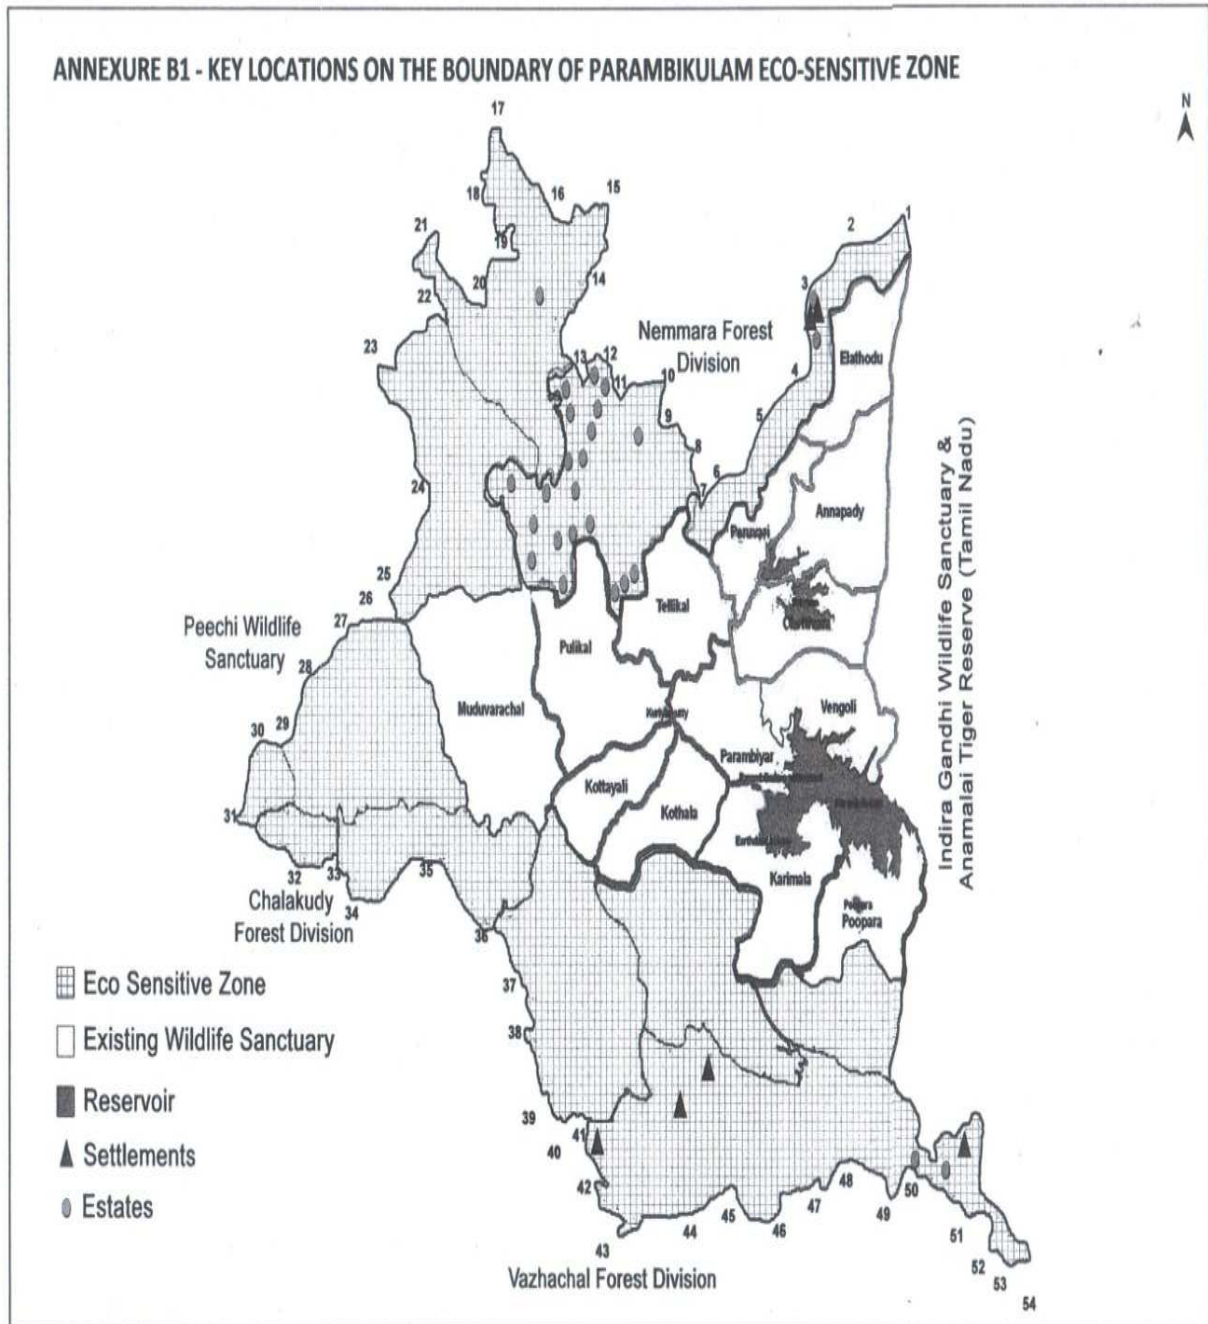 ANNEXURE B1 - KEY LOCATIONS ON THE BOUNDARY OF PARAMBIKULAM ECO-SENSITIVE ZONE
N
17
18
16
15
21
19
20
22
14
23
13
12
11
10
9
8
7
6
5
4
3
2
1
24
25
26
27
28
29
30
31
32
33
34
35
36
37
38
39
40
41
42
43
44
45
46
47
48
49
50
51
52
53
54
Nemmara Forest
Division
Elathodu
Annapady
Pennari
Tellikal
Pulikal
Muduvarachal
Vengoli
Parambiyar
Kottayali
Kothala
Karimala
Poopara
Indira Gandhi Wildlife Sanctuary &
Anamalai Tiger Reserve (Tamil Nadu)
Peechi Wildlife
Sanctuary
Chalakudy
Forest Division
Vazhachal Forest Division
Eco Sensitive Zone
Existing Wildlife Sanctuary
Reservoir
Settlements
Estates